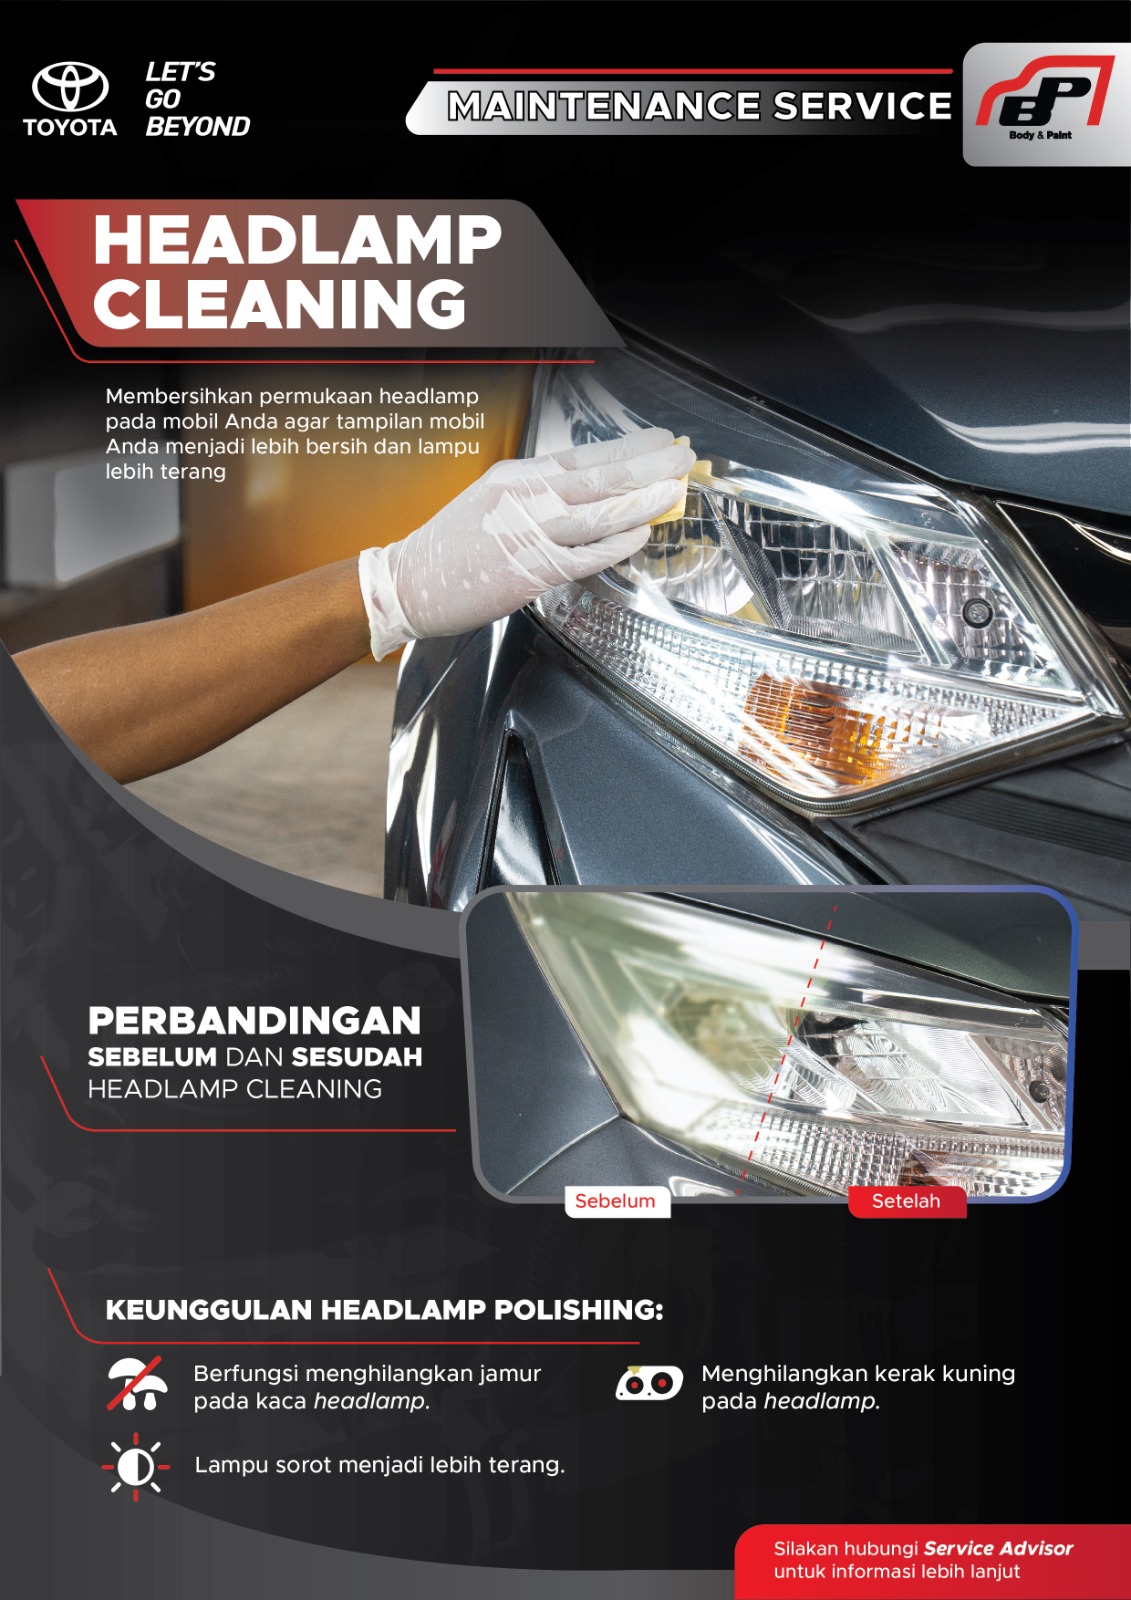 TOYOTA
LET'S
GO
BEYOND
MAINTENANCE SERVICE
BP
Body & Paint
HEADLAMP
CLEANING
Membersihkan permukaan headlamp
pada mobil Anda agar tampilan mobil
Anda menjadi lebih bersih dan lampu
lebih terang
PERBANDINGAN
SEBELUM DAN SESUDAH
HEADLAMP CLEANING
Sebelum
Setelah
KEUNGGULAN HEADLAMP POLISHING:
Berfungsi menghilangkan jamur
pada kaca headlamp.
Menghilangkan kerak kuning
pada headlamp.
Lampu sorot menjadi lebih terang.
Silakan hubungi Service Advisor
untuk informasi lebih lanjut